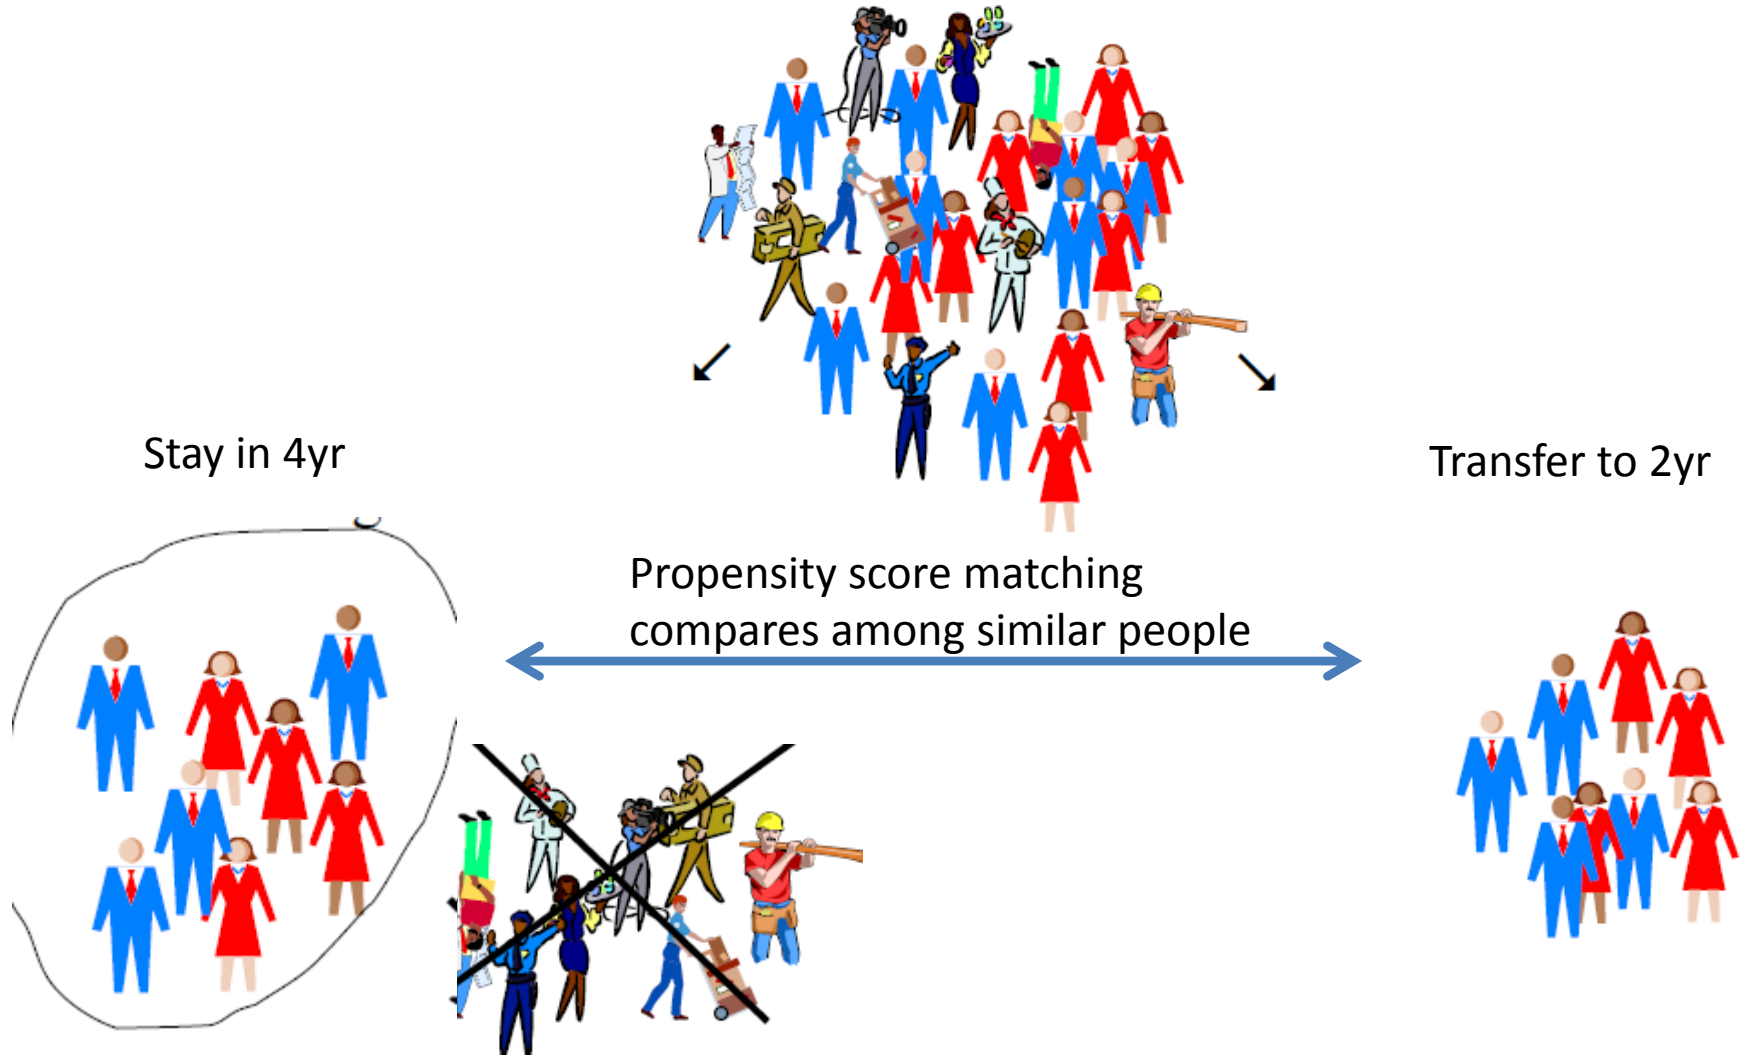 Stay in 4yr
Transfer to 2yr
Propensity score matching
compares among similar people